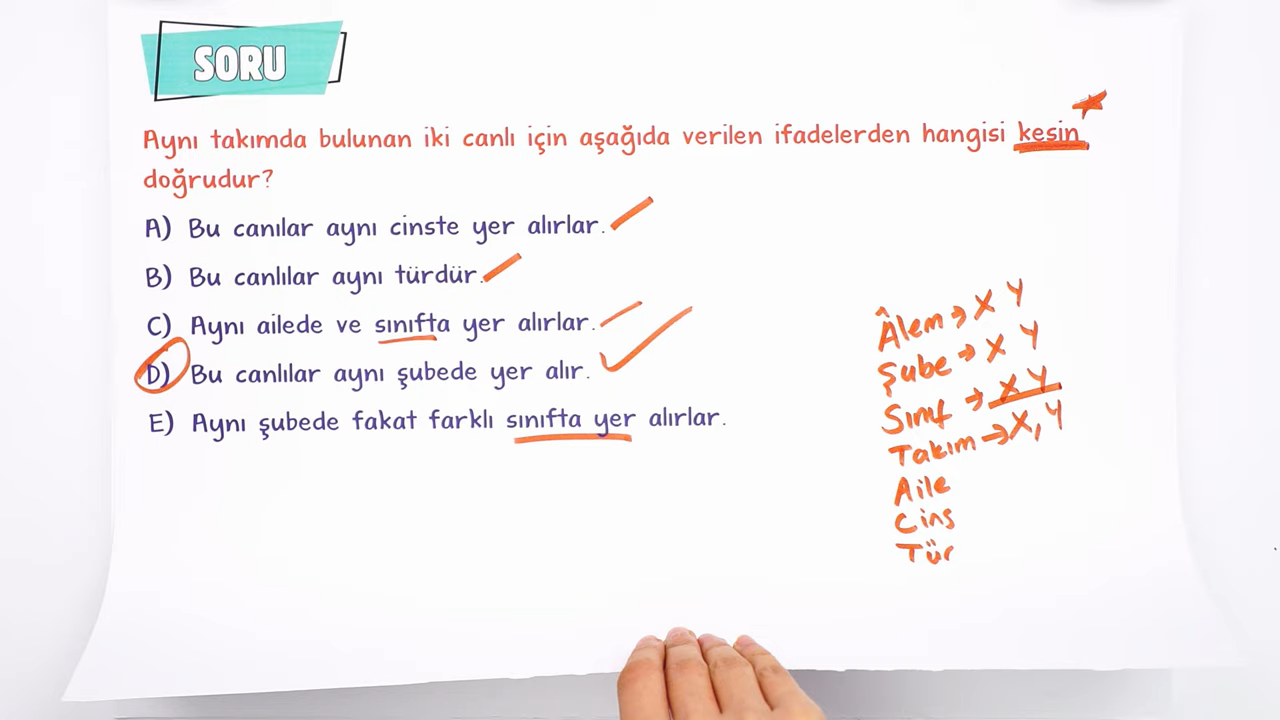 SORU
Aynı takımda bulunan iki canlı için aşağıda verilen ifadelerden hangisi kesin
doğrudur?
A) Bu canılar aynı cinste yer alırlar.
B) Bu canlılar aynı türdür.
C) Aynı ailede ve sınıfta yer alırlar.
D) Bu canlılar aynı şubede yer alır.
E) Aynı şubede fakat farklı sınıfta yer alırlar.
Âlem → X Y
Şube → X Y
Sınıf → X Y
Takım → X, Y
Aile
Cins
Tür